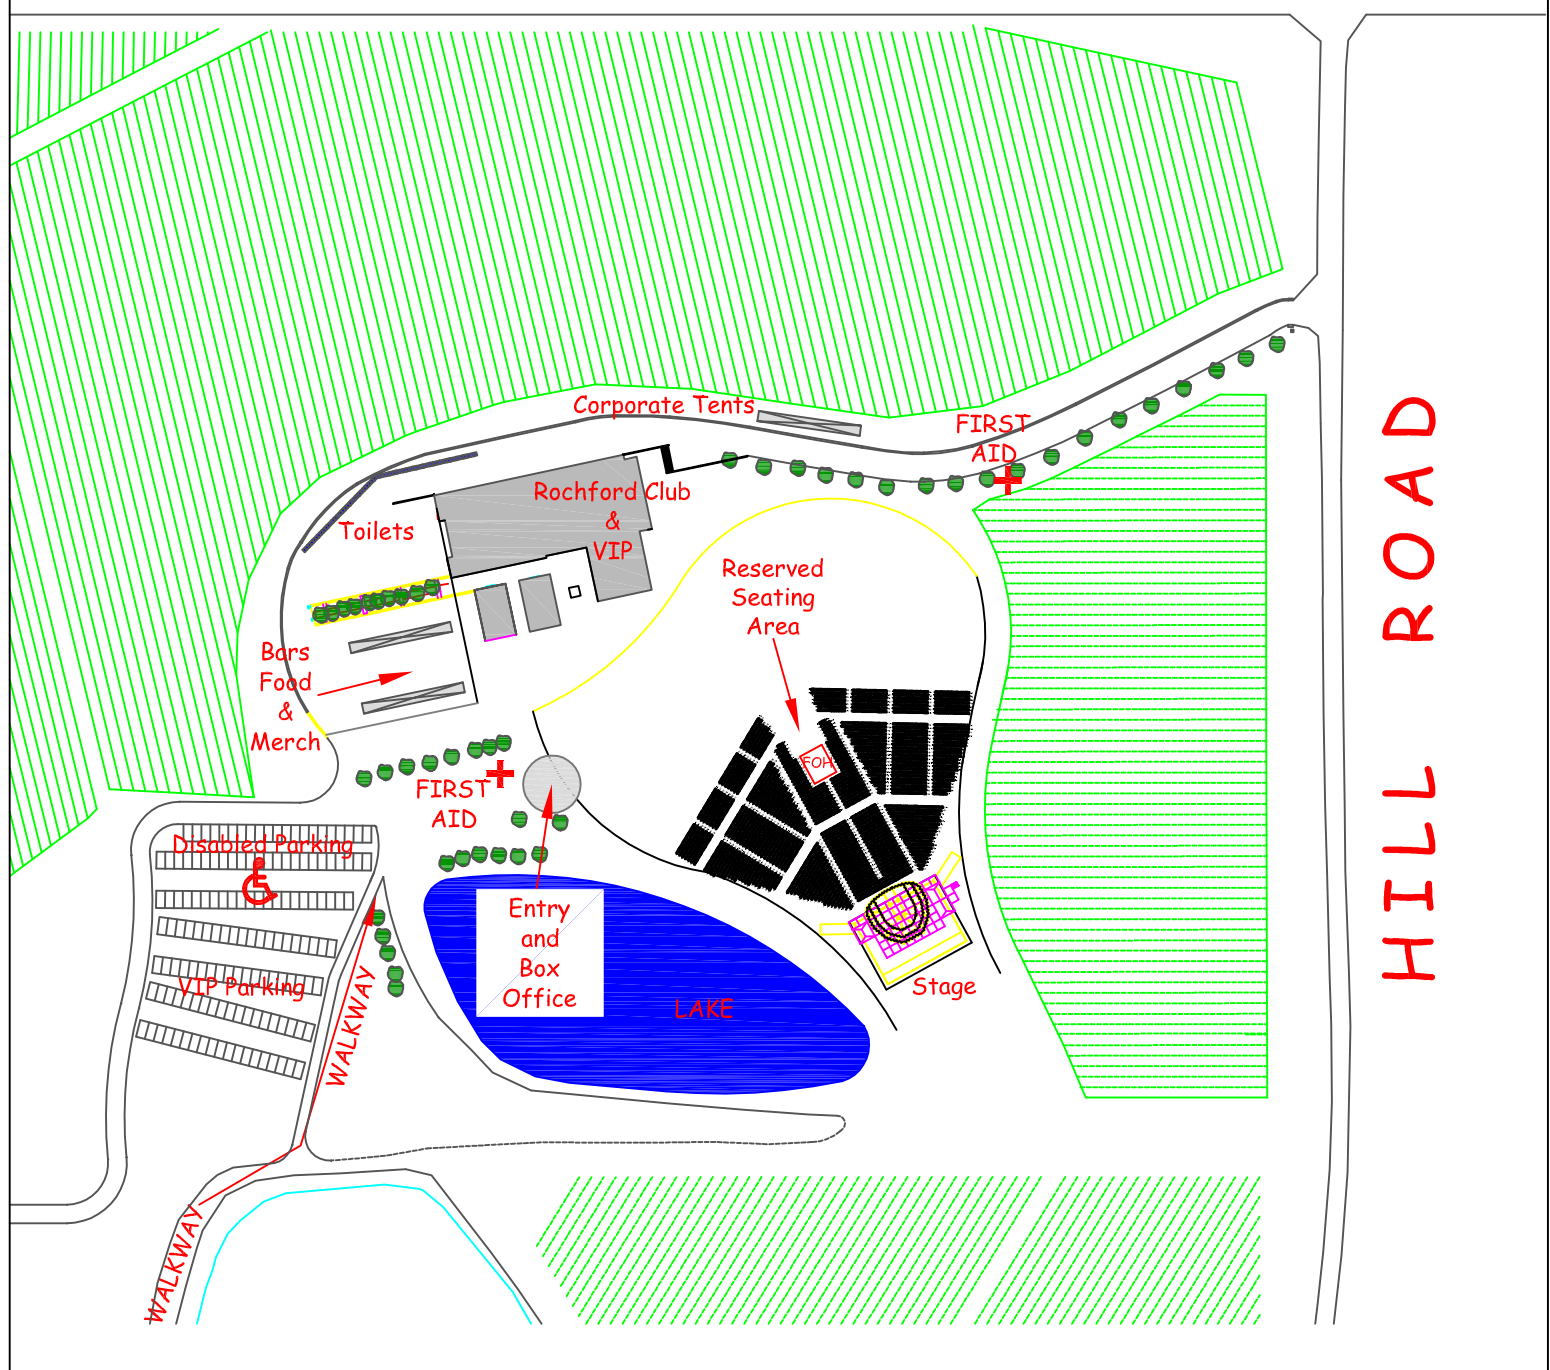 Corporate Tents
FIRST
AID
Rochford Club
&
VIP
Toilets
Reserved
Seating
Area
Bars
Food
&
Merch
FOH
FIRST
AID
Disabled Parking
Entry
and
Box
Office
VIP Parking
WALKWAY
LAKE
Stage
WALKWAY
HILL ROAD